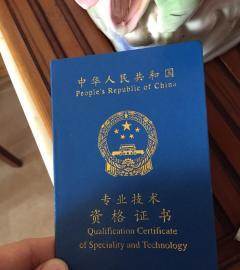 中华人民共和国
People's Republic of China
专业技术
资格证书
Qualification Certificate
of Speciality and Technology